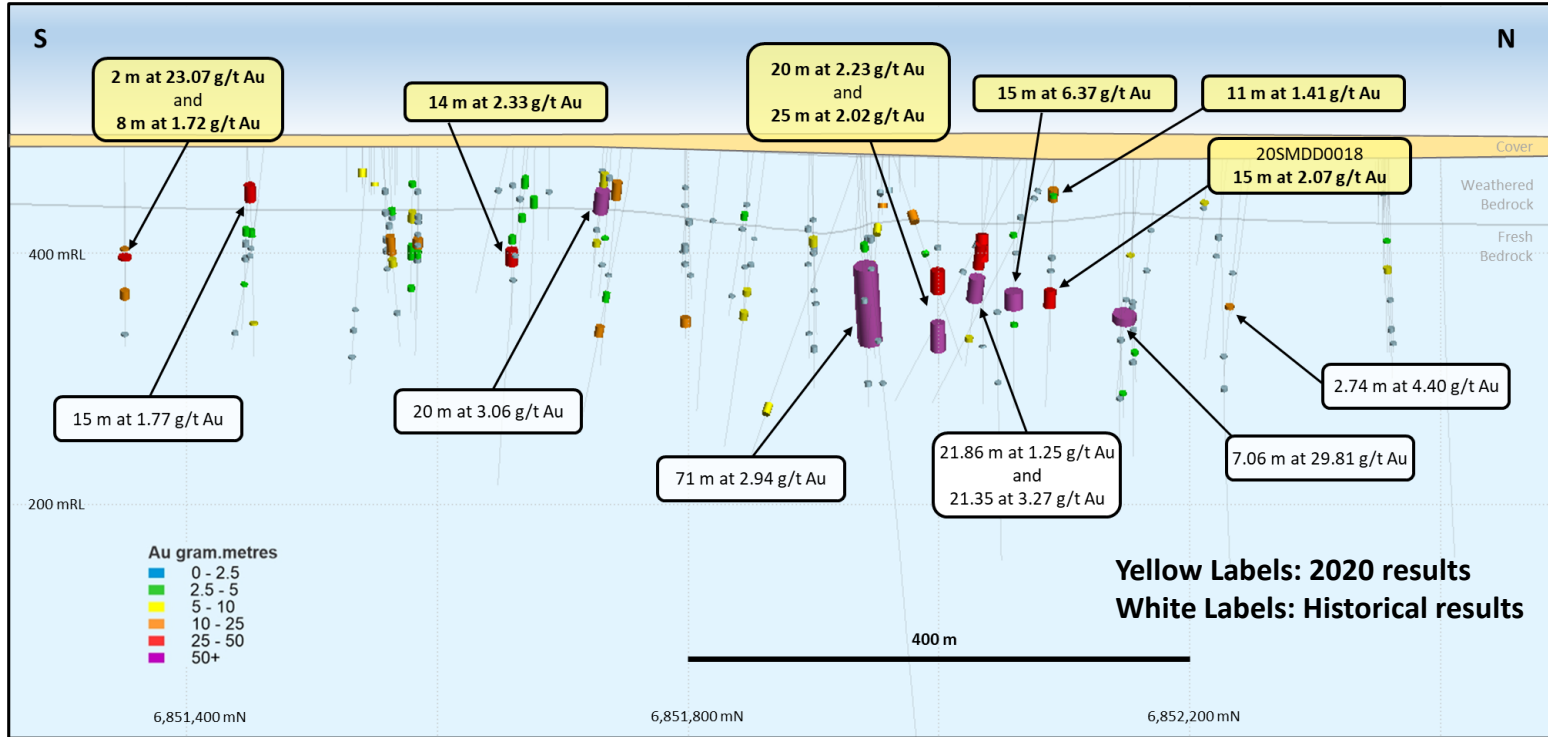 S
N
2 m at 23.07 g/t Au
and
8 m at 1.72 g/t Au
14 m at 2.33 g/t Au
20 m at 2.23 g/t Au
and
25 m at 2.02 g/t Au
15 m at 6.37 g/t Au
11 m at 1.41 g/t Au
20SMDD0018
15 m at 2.07 g/t Au
Cover
Weathered
Bedrock
Fresh
Bedrock
400 mRL
15 m at 1.77 g/t Au
20 m at 3.06 g/t Au
71 m at 2.94 g/t Au
21.86 m at 1.25 g/t Au
and
21.35 at 3.27 g/t Au
2.74 m at 4.40 g/t Au
7.06 m at 29.81 g/t Au
200 mRL
Au gram.metres
0 - 2.5
2.5 - 5
5 - 10
10 - 25
25 - 50
50+
Yellow Labels: 2020 results
White Labels: Historical results
400 m
6,851,400 mN
6,851,800 mN
6,852,200 mN